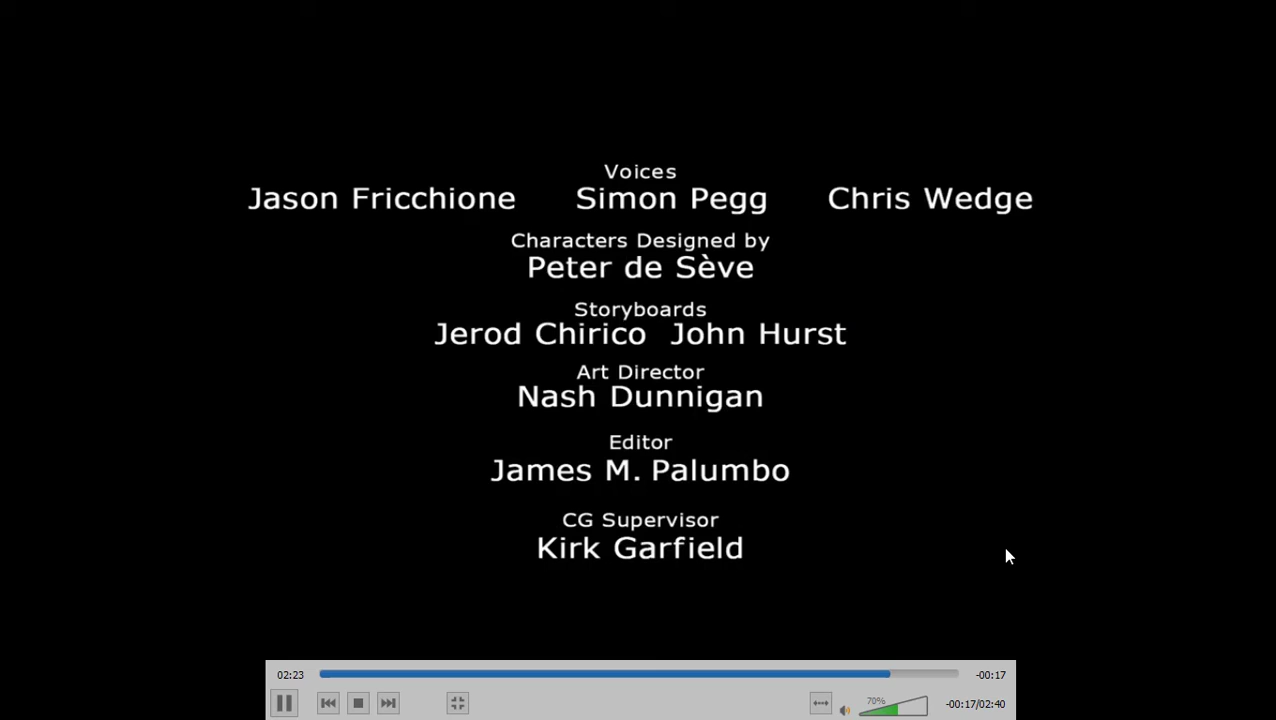 Voices
Jason Fricchione Simon Pegg Chris Wedge
Characters Designed by
Peter de Sève
Storyboards
Jerod Chirico John Hurst
Art Director
Nash Dunnigan
Editor
James M. Palumbo
CG Supervisor
Kirk Garfield
02:23 -00:17
70% -00:17/02:40